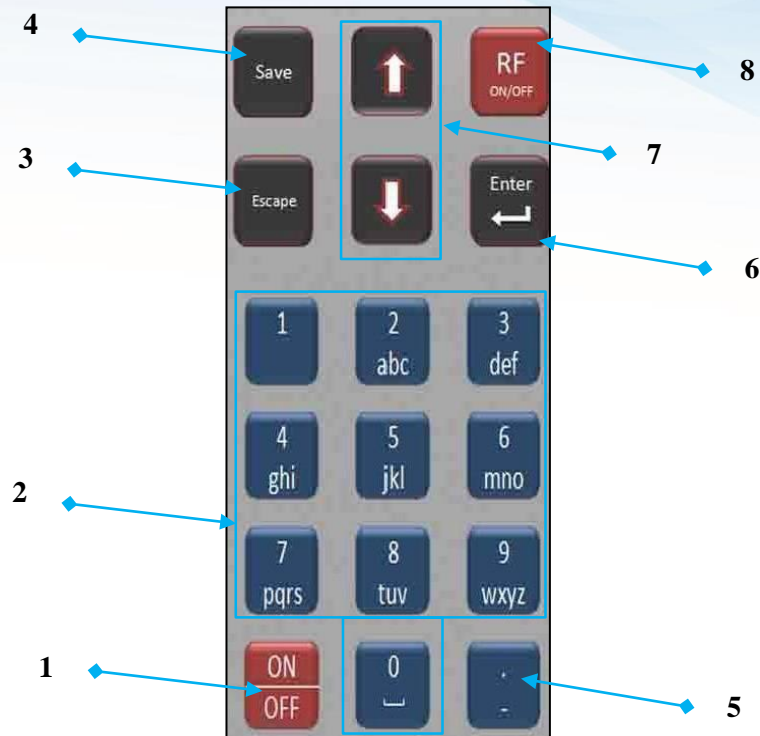 4
Save
RF
ON/OFF
8
3
7
Escape
Enter
6
1
2
abc
3
def
4
ghi
5
jkl
6
mno
2
7
pqrs
8
tuv
9
wxyz
1
ON
OFF
0
.
-
5